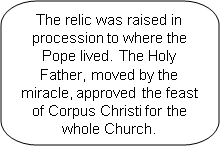 The relic was raised in
procession to where the
Pope lived. The Holy
Father, moved by the
miracle, approved the feast
of Corpus Christi for the
whole Church.